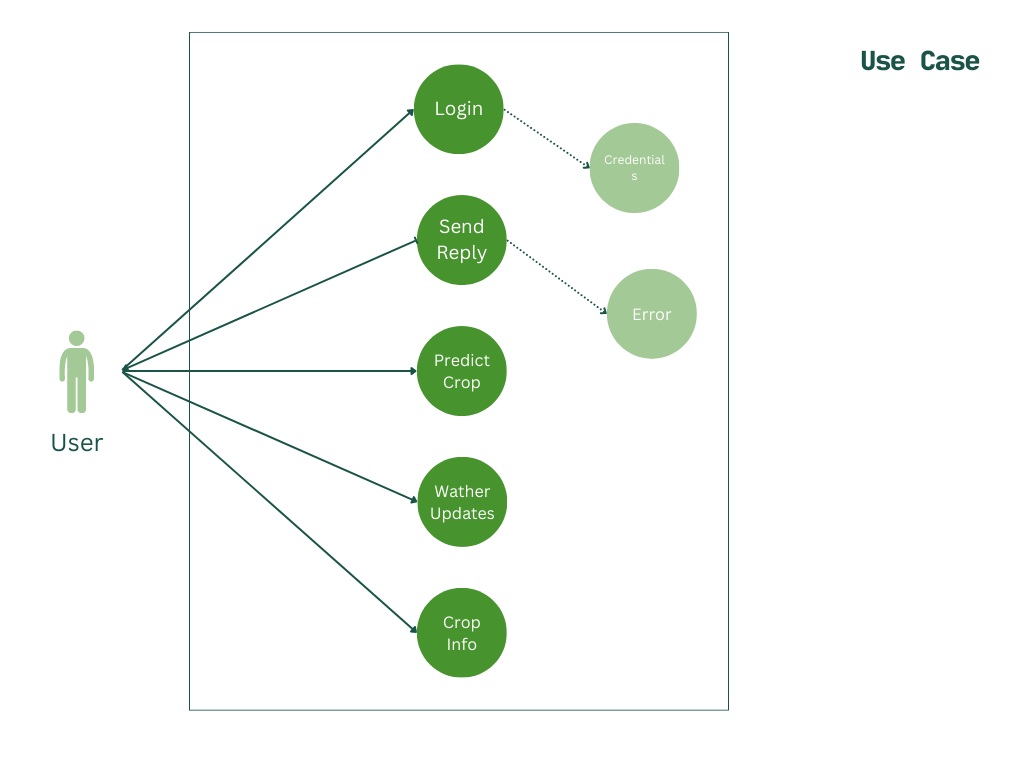 Use Case
Login
Credential
s
Send
Reply
Error
Predict
Crop
User
Wather
Updates
Crop
Info